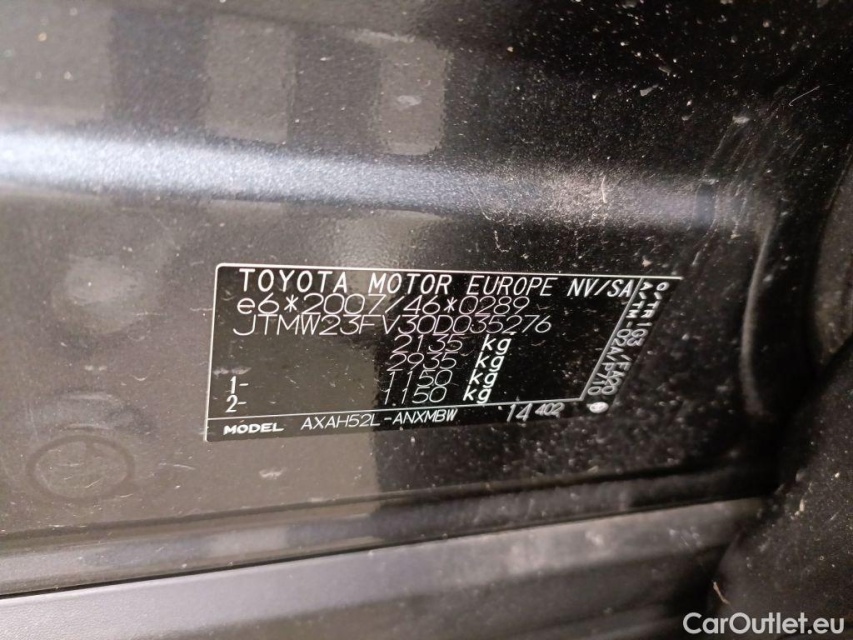 TOYOTA MOTOR EUROPE NV/SA
e6*2007/46*0289
JTMW23FV30D035276
2135 kg
2935 kg
1- 1150 kg
2- 1150 kg
MODEL AXAH52L-ANXMBW
14 402
CarOutlet.eu